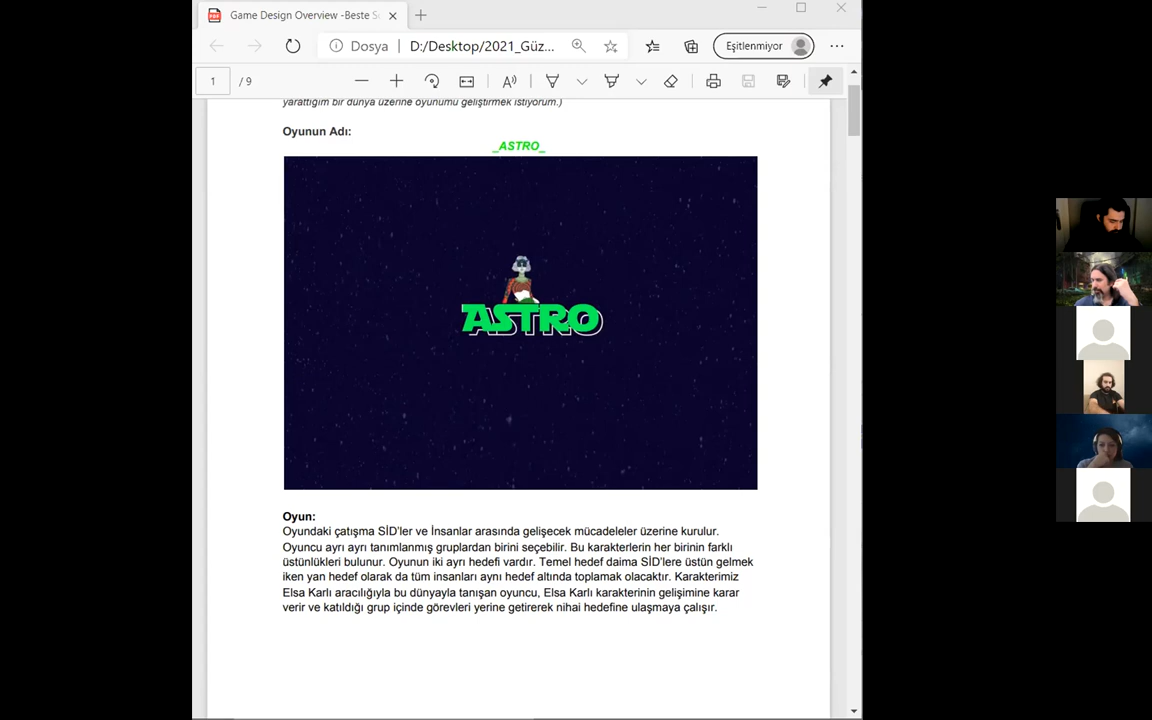 Game Design Overview -Beste S
Dosya
D:/Desktop/2021_Güz...
Eşitlenmiyor
1 / 9
yarattığım bir dünya üzerine oyunumu geliştirmek istiyorum.)
Oyunun Adı:
_ASTRO_
ASTRO
Oyun:
Oyundaki çatışma SİD'ler ve İnsanlar arasında gelişecek mücadeleler üzerine kurulur.
Oyuncu ayrı ayrı tanımlanmış gruplardan birini seçebilir. Bu karakterlerin her birinin farklı
üstünlükleri bulunur. Oyunun iki ayrı hedefi vardır. Temel hedef daima SİD'lere üstün gelmek
iken yan hedef olarak da tüm insanları aynı hedef altında toplamak olacaktır. Karakterimiz
Elsa Karlı aracılığıyla bu dünyayla tanışan oyuncu, Elsa Karlı karakterinin gelişimine karar
verir ve katıldığı grup içinde görevleri yerine getirerek nihai hedefine ulaşmaya çalışır.